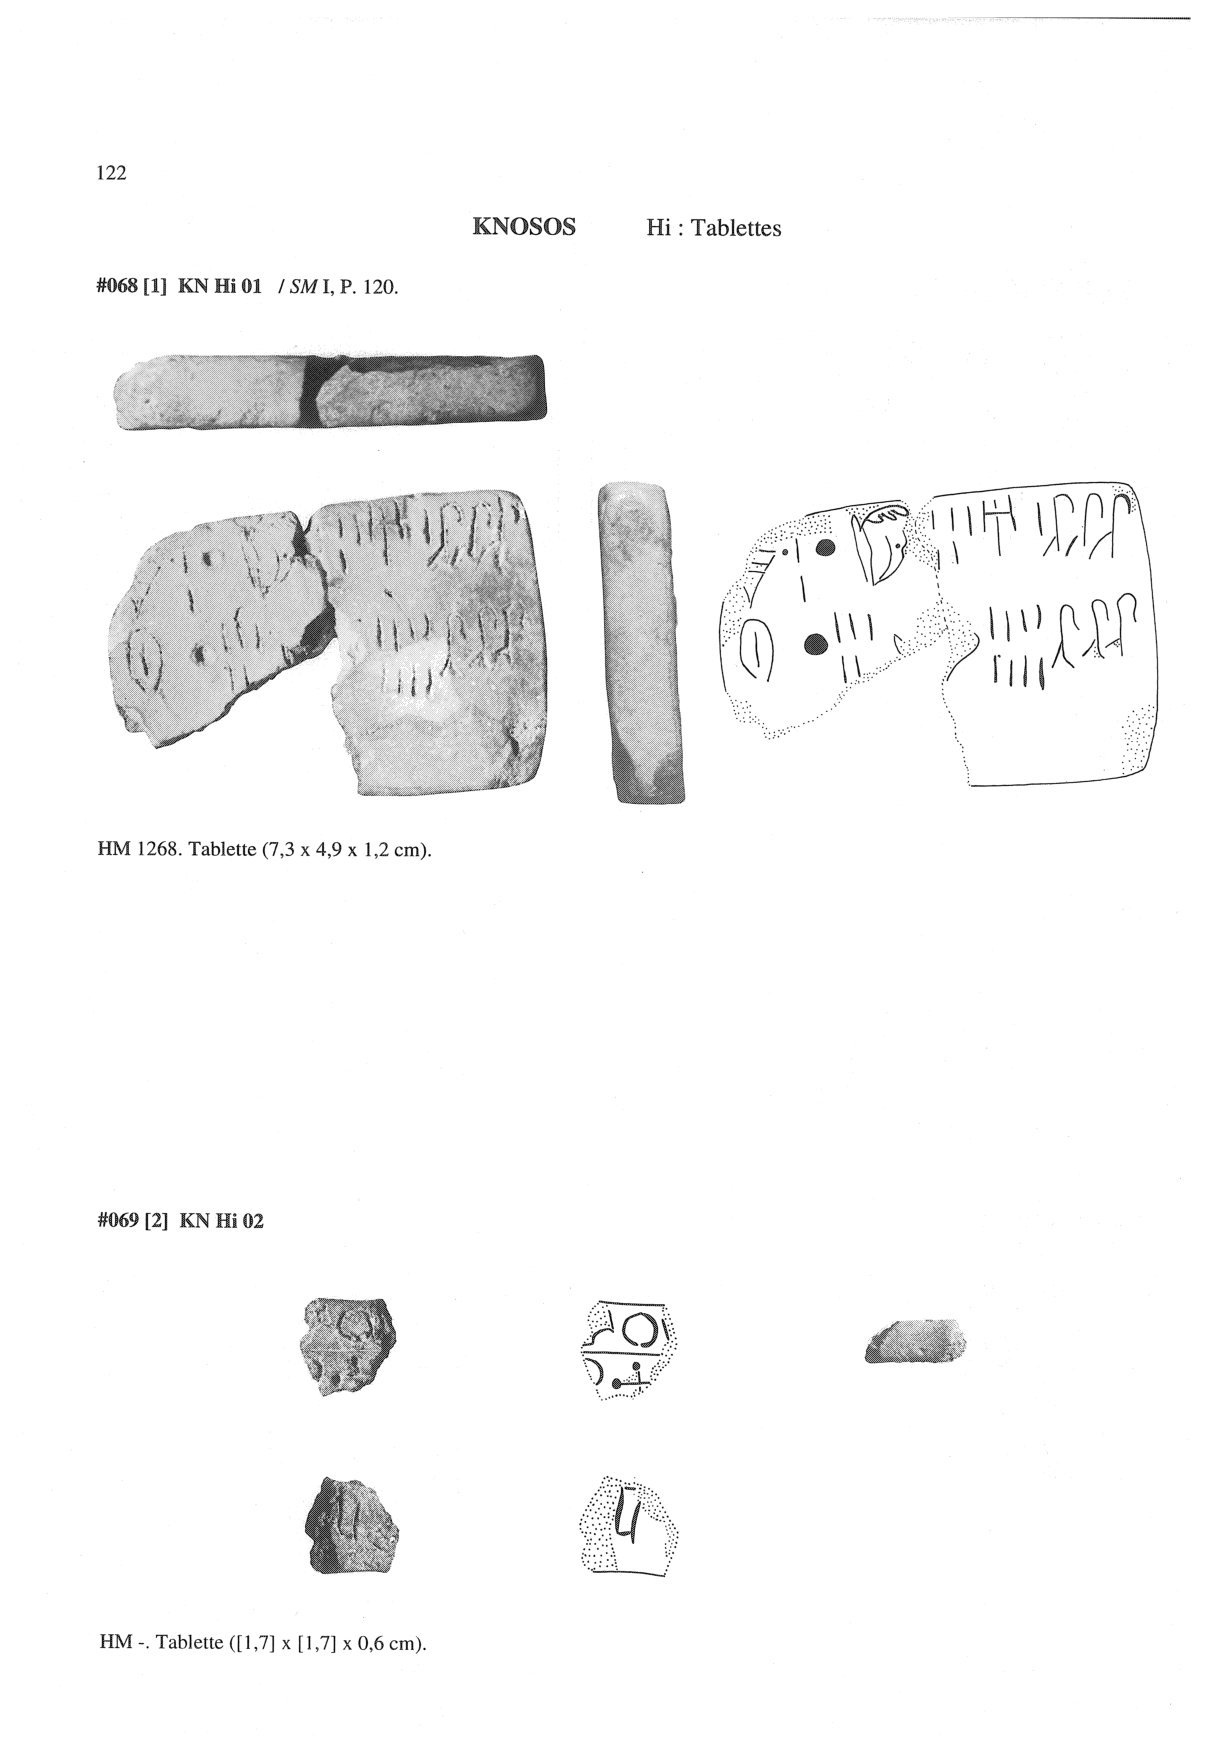 122
KNOSOS Hi : Tablettes
#068 [1] KN Hi 01 / SM I, P. 120.
HM 1268. Tablette (7,3 x 4,9 x 1,2 cm).
#069 [2] KN Hi 02
HM -. Tablette ([1,7] x [1,7] x 0,6 cm).